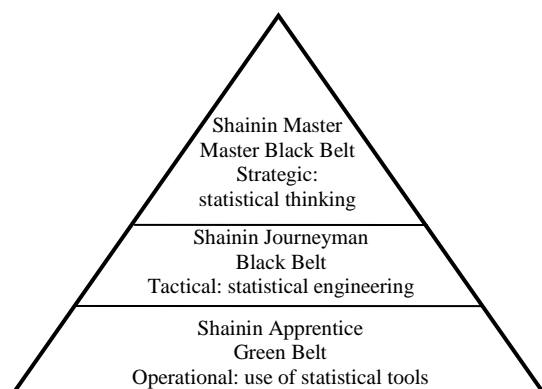 Shainin Master
Master Black Belt
Strategic:
statistical thinking
Shainin Journeyman
Black Belt
Tactical: statistical engineering
Shainin Apprentice
Green Belt
Operational: use of statistical tools